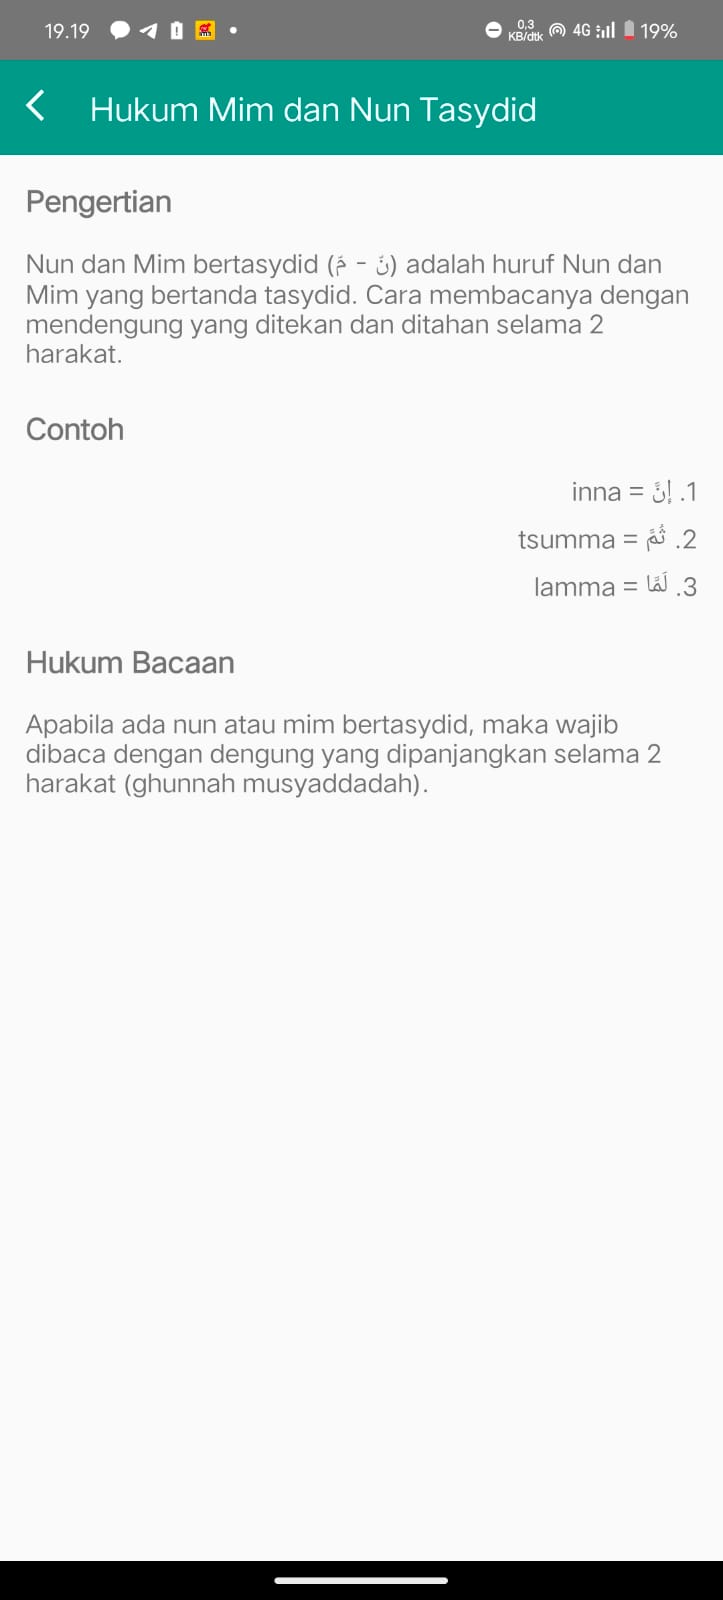 19.19
0,3
KB/dtk
4G
19%
Hukum Mim dan Nun Tasydid
Pengertian
Nun dan Mim bertasydid (نّ - مّ) adalah huruf Nun dan
Mim yang bertanda tasydid. Cara membacanya dengan
mendengung yang ditekan dan ditahan selama 2
harakat.
Contoh
1. إنَّ = inna
2. ثُمَّ = tsumma
3. لَمَّا = lamma
Hukum Bacaan
Apabila ada nun atau mim bertasydid, maka wajib
dibaca dengan dengung yang dipanjangkan selama 2
harakat (ghunnah musyaddadah).